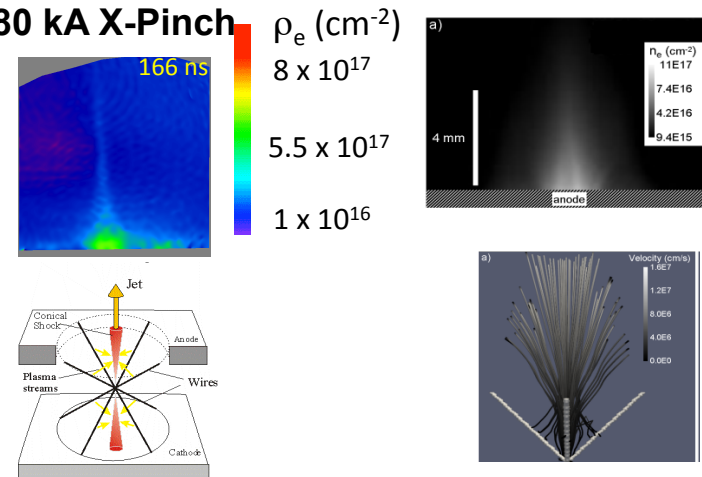 80 kA X-Pinch
166 ns
ρₑ (cm⁻²)
8 x 10¹⁷
5.5 x 10¹⁷
1 x 10¹⁶
a)
nₑ (cm⁻²)
11E17
7.4E16
4.2E16
9.4E15
4 mm
anode
Jet
Conical
Shock
Anode
Plasma
streams
Wires
Cathode
a)
Velocity (cm/s)
1.6E7
1.2E7
8.0E6
4.0E6
0.0E0